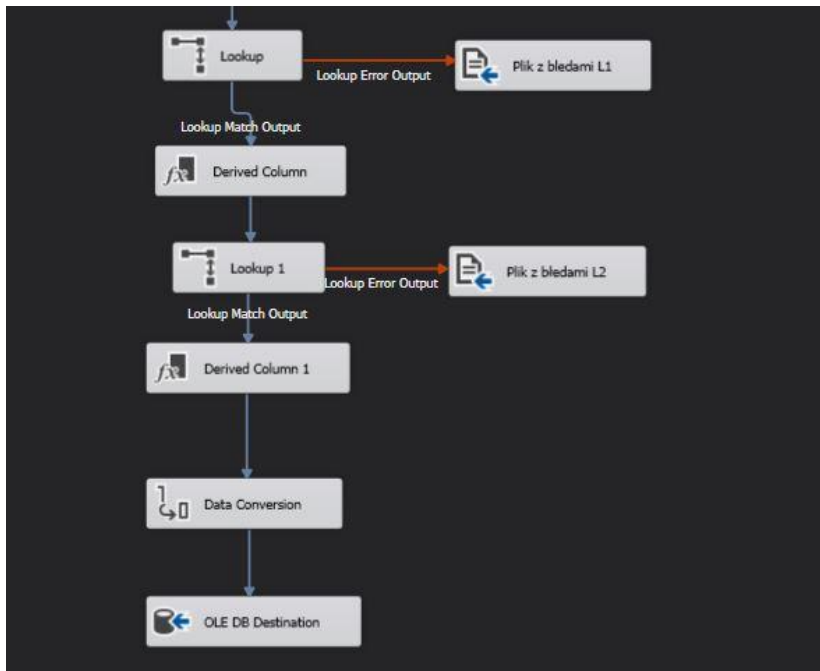 Lookup
Lookup Error Output
Plik z bledami L1
Lookup Match Output
Derived Column
Lookup 1
Lookup Error Output
Plik z bledami L2
Lookup Match Output
Derived Column 1
Data Conversion
OLE DB Destination